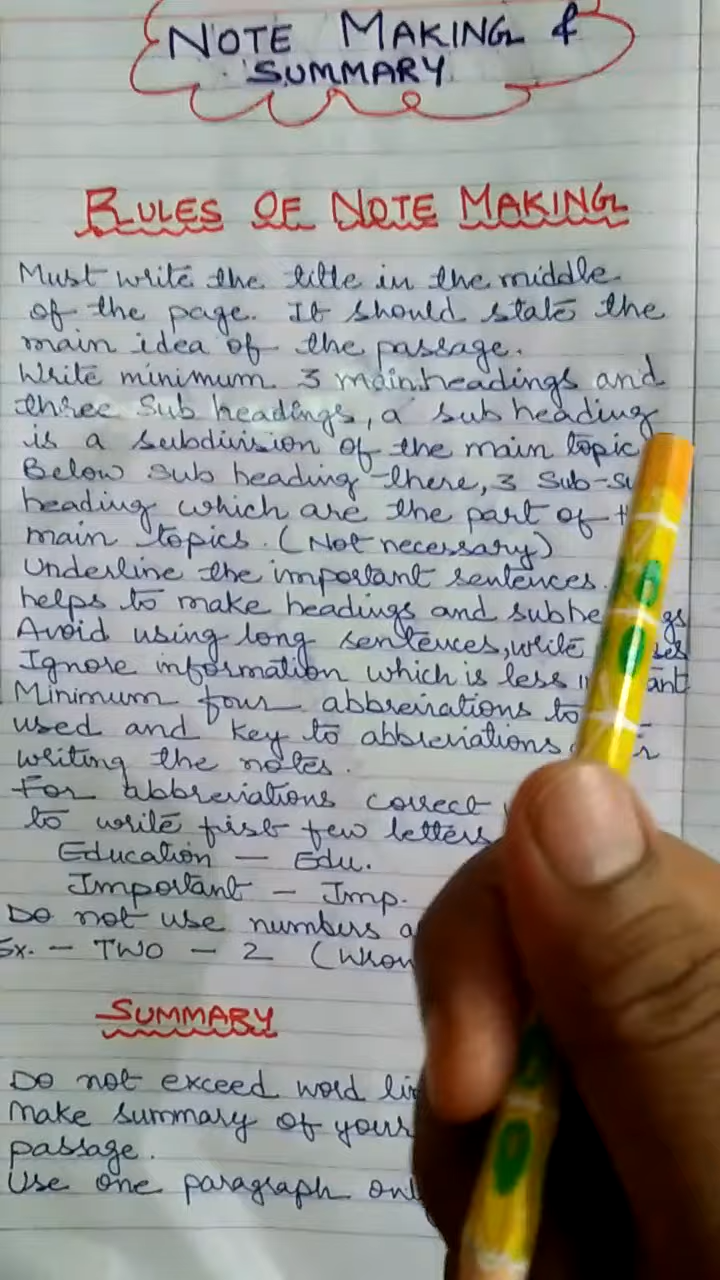 NOTE MAKING &
SUMMARY
RULES OF NOTE MAKING
Must write the title in the middle
of the page. It should state the
main idea of the passage.
Write minimum 3 main headings and
three Sub headings, a sub heading
is a subdivision of the main topic
Below sub heading there, 3 Sub-
heading which are the part of
main topics. (Not necessary)
Underline the important sentences.
helps to make headings and
Avoid using long sentences, write
Ignore information which is less
Minimum four abbreviations to
used and key to abbreviations
writing the notes.
For abbreviations correct
to write first few letters
Education — Edu.
Important - Imp.
Do not use numbers
Ex. - TWO - 2
SUMMARY
Do not exceed word
Make summary of your
passage.
Use one paragraph